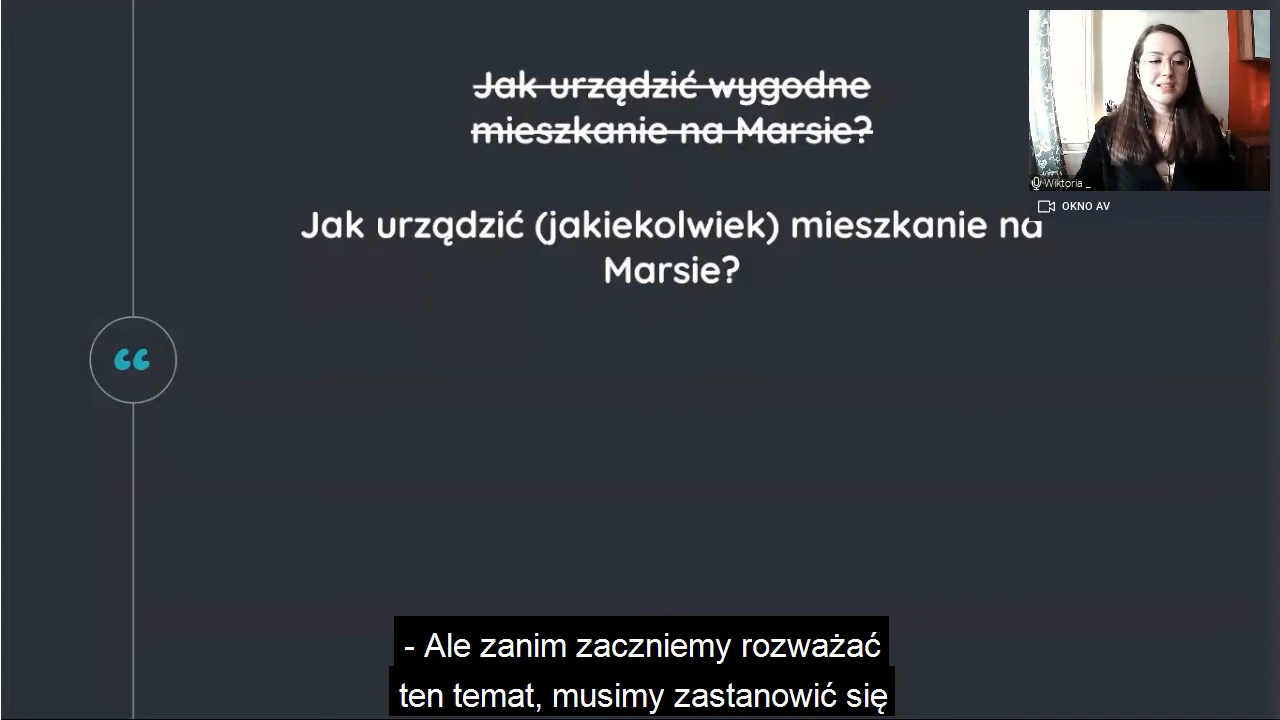 Jak urządzić wygodne
mieszkanie na Marsie?
Jak urządzić (jakiekolwiek) mieszkanie na
Marsie?
Wiktoria _
OKNO AV
- Ale zanim zaczniemy rozważać
ten temat, musimy zastanowić się